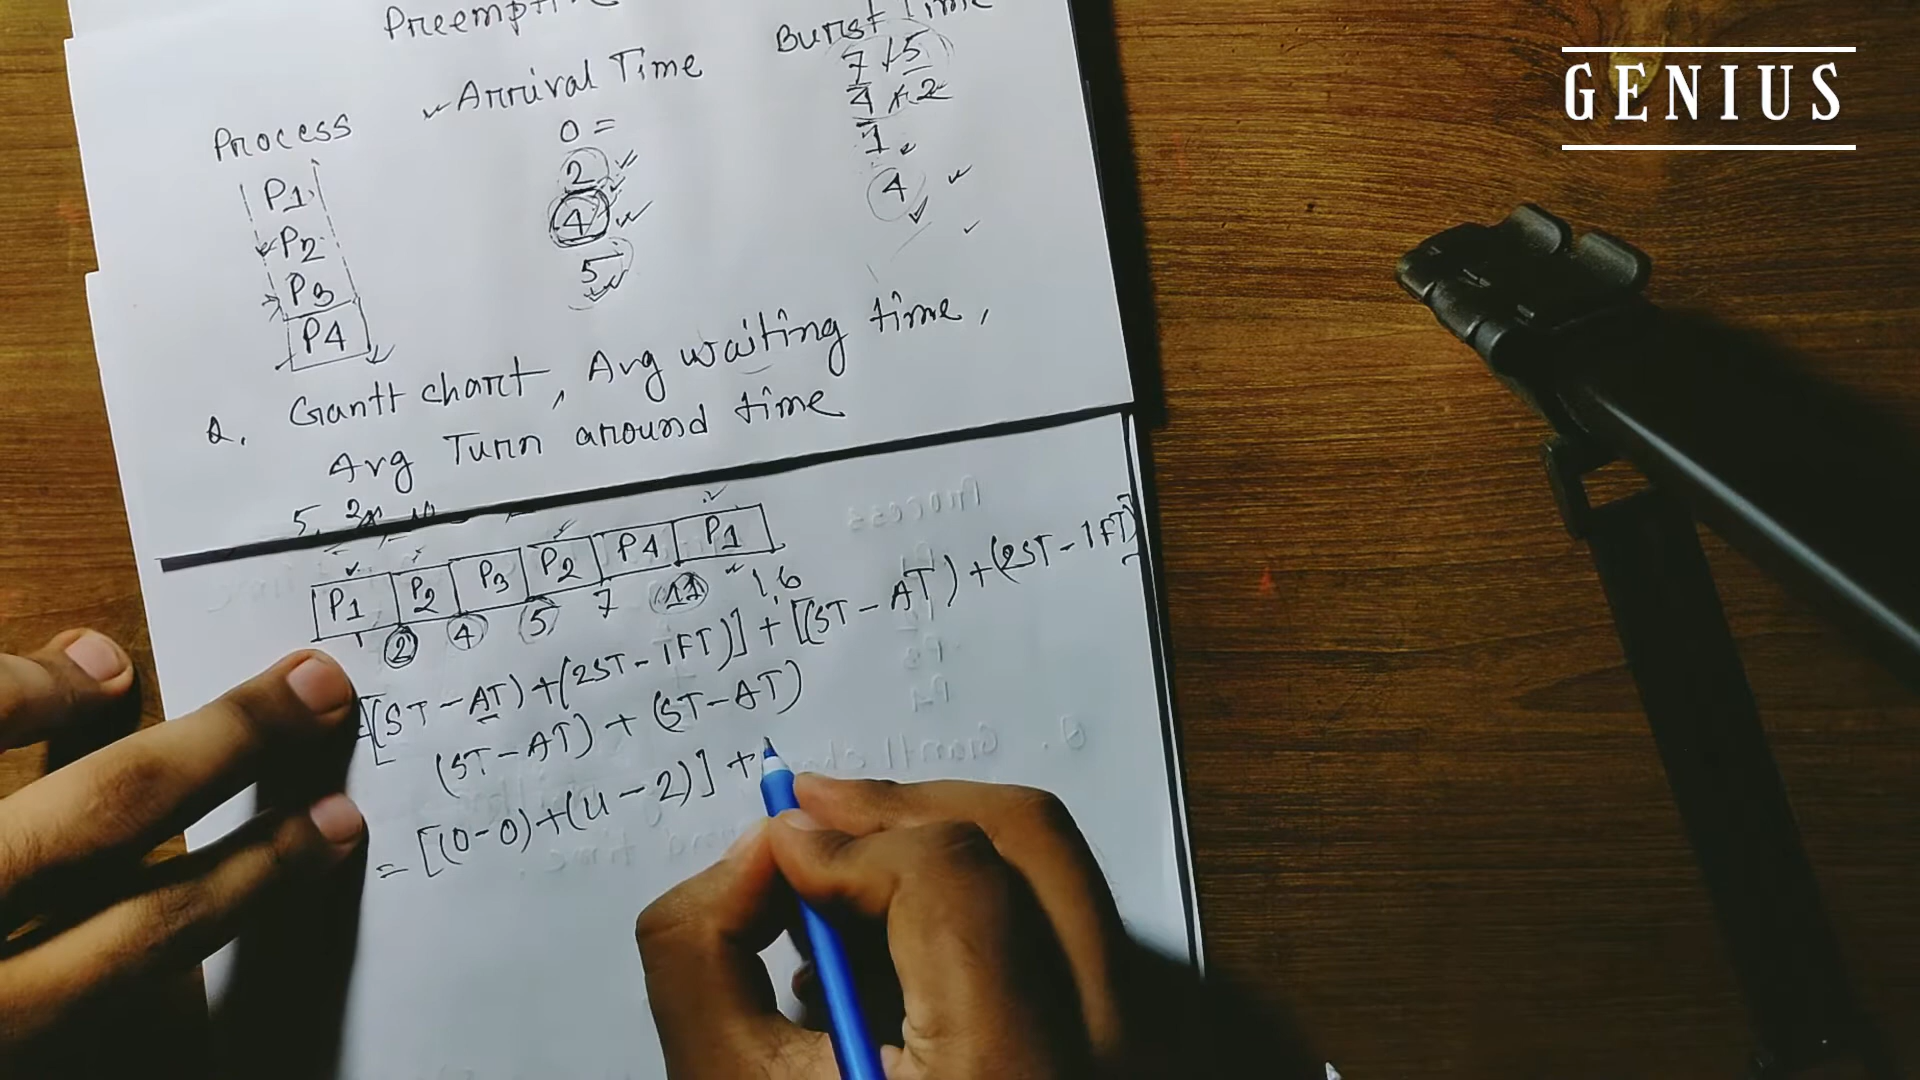 GENIUS
Burst Time
Process
Arrival Time
P1 0 = 7 5
P2 2 4 2
P3 4 1
P4 5 4
Q. Gantt chart, Avg waiting time,
Avg Turn around time
P1 P2 P3 P2 P4 P1
2 4 5 7 11 16
=[(ST-AT)+(2ST-1FT)]+[(ST-AT)+(2ST-1FT)
(ST-AT)+(ST-AT)
=[(0-0)+(11-2)]+